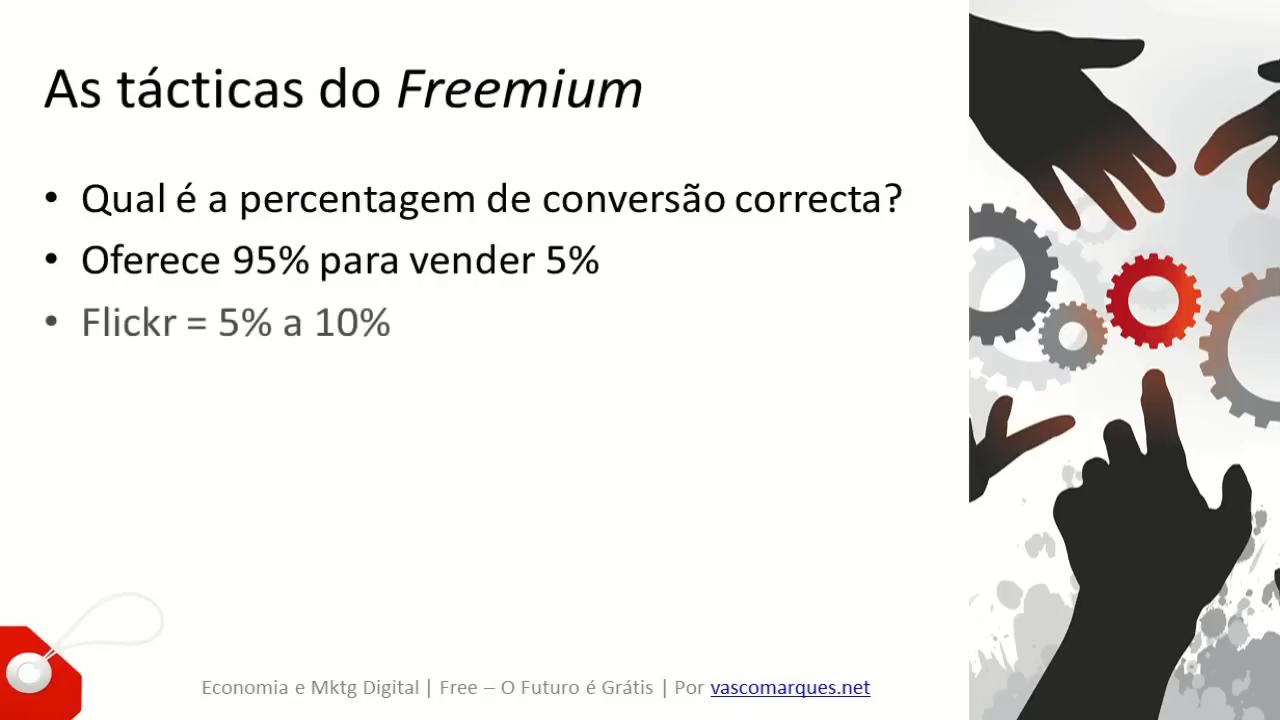 As tácticas do Freemium
• Qual é a percentagem de conversão correcta?
• Oferece 95% para vender 5%
• Flickr = 5% a 10%
Economia e Mktg Digital | Free – O Futuro é Grátis | Por vascomarques.net